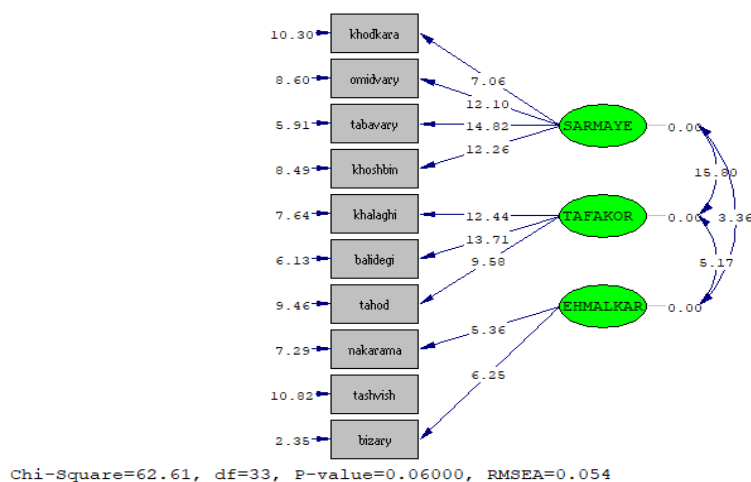 10.30 khodkara
8.60 omidvary
5.91 tabavary
8.49 khoshbin
7.64 khalaghi
6.13 balidegi
9.46 tahod
7.29 nakarama
10.82 tashvish
2.35 bizary
7.06
12.10
14.82
12.26
12.44
13.71
9.58
5.36
6.25
SARMAYE 0.00
TAFAKOR 0.00
EHMALKAR 0.00
15.80
3.36
5.17
Chi-Square=62.61, df=33, P-value=0.06000, RMSEA=0.054